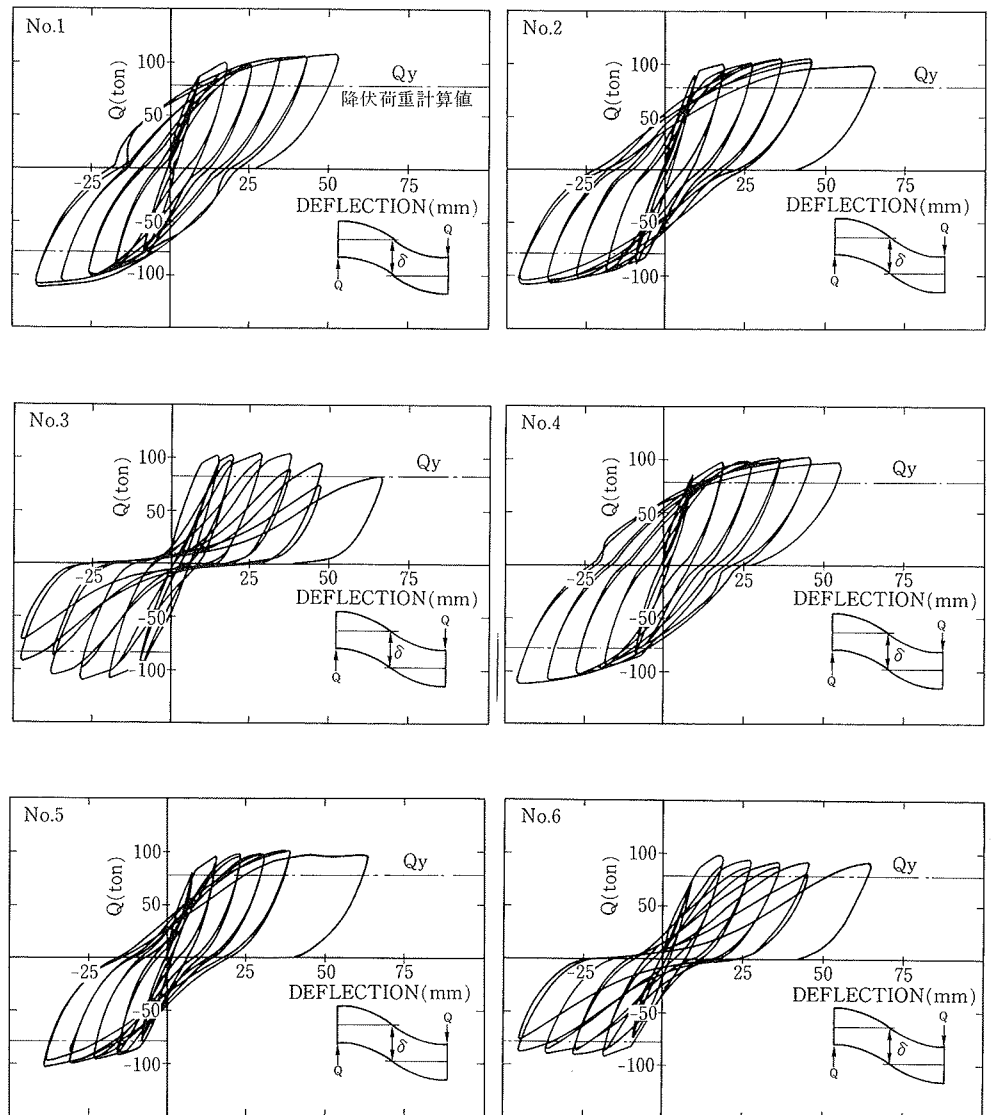 No.1
Q(ton)
100
50
Qy
降伏荷重計算値
-25
25
50
75
DEFLECTION(mm)
-50
-100
Q
δ
Q
No.2
Q(ton)
100
50
Qy
-25
25
50
75
DEFLECTION(mm)
-50
-100
Q
δ
Q
No.3
Q(ton)
100
50
Qy
-25
25
50
75
DEFLECTION(mm)
-50
-100
Q
δ
Q
No.4
Q(ton)
100
50
Qy
-25
25
50
75
DEFLECTION(mm)
-50
-100
Q
δ
Q
No.5
Q(ton)
100
50
Qy
-25
25
50
75
DEFLECTION(mm)
-50
-100
Q
δ
Q
No.6
Q(ton)
100
50
Qy
-25
25
50
75
DEFLECTION(mm)
-50
-100
Q
δ
Q